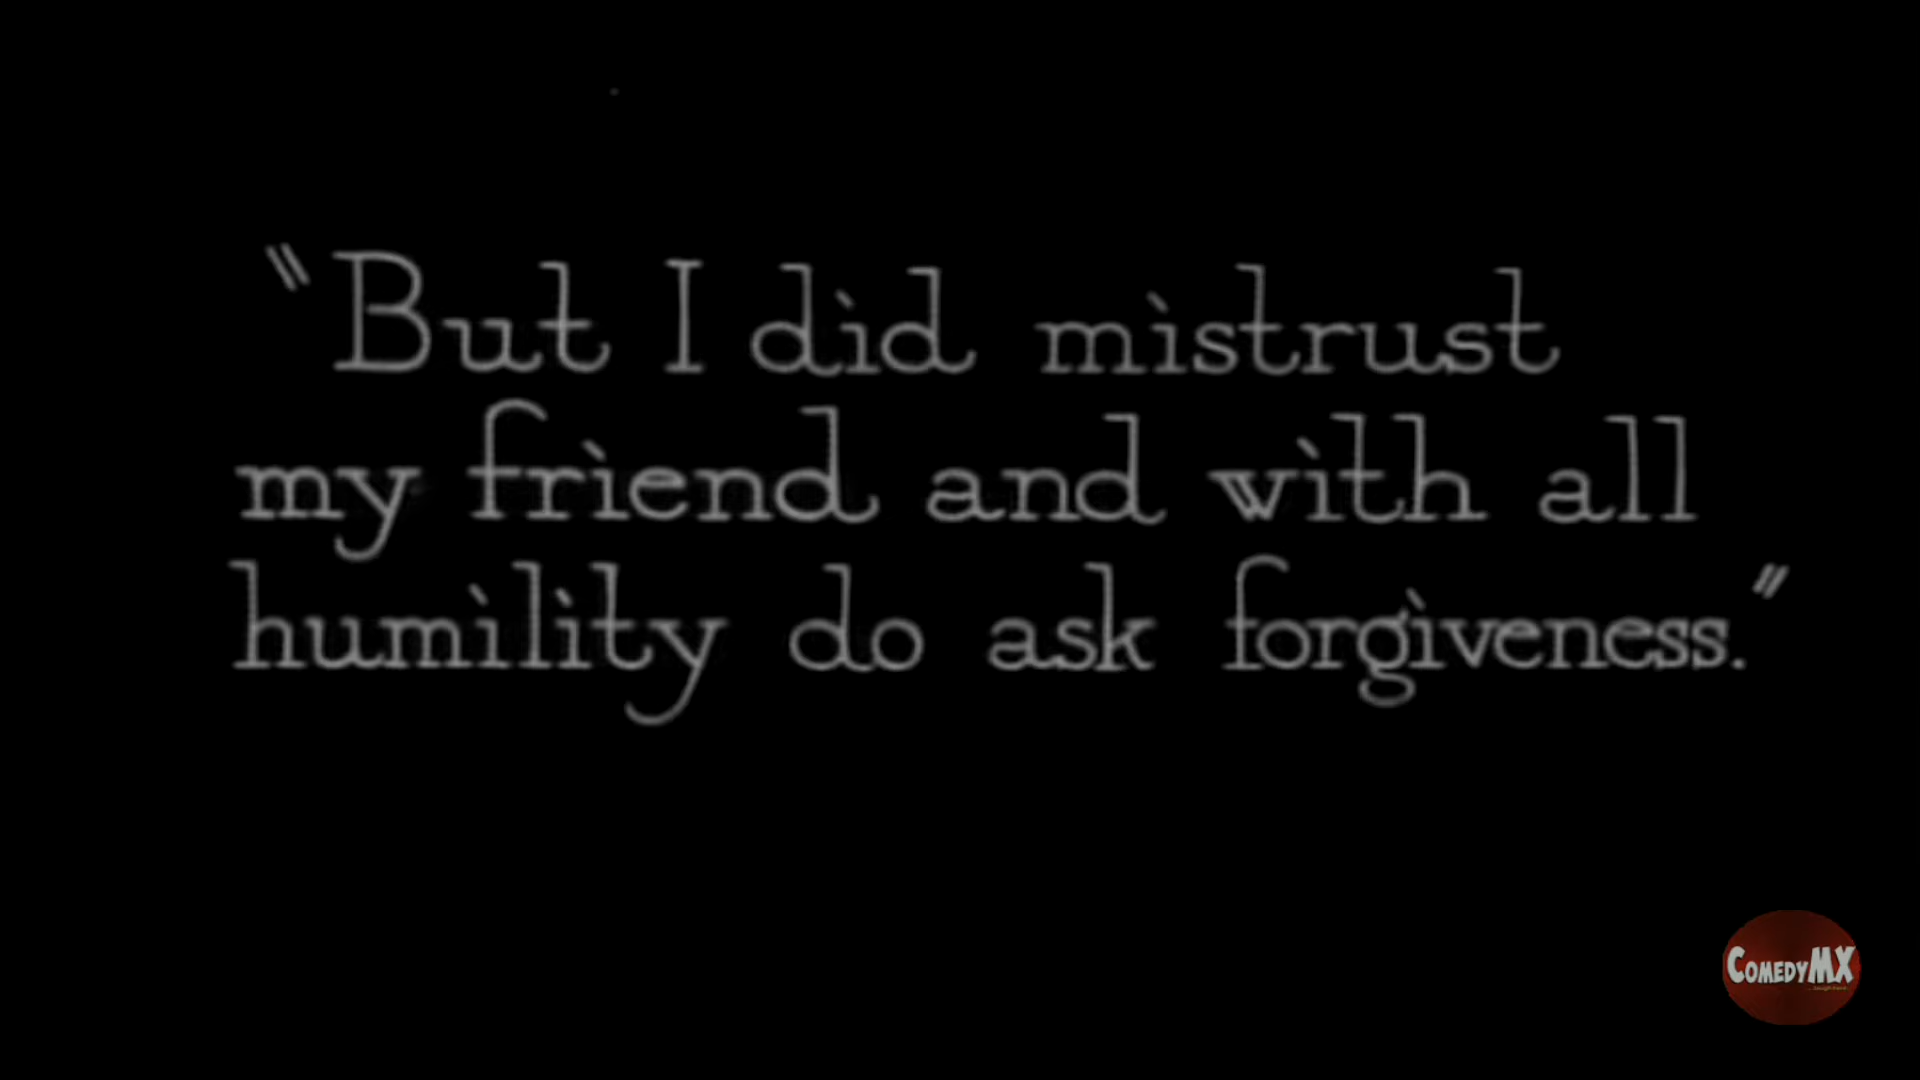 "But I did mistrust
my friend and with all
humility do ask forgiveness."
COMEDYMX